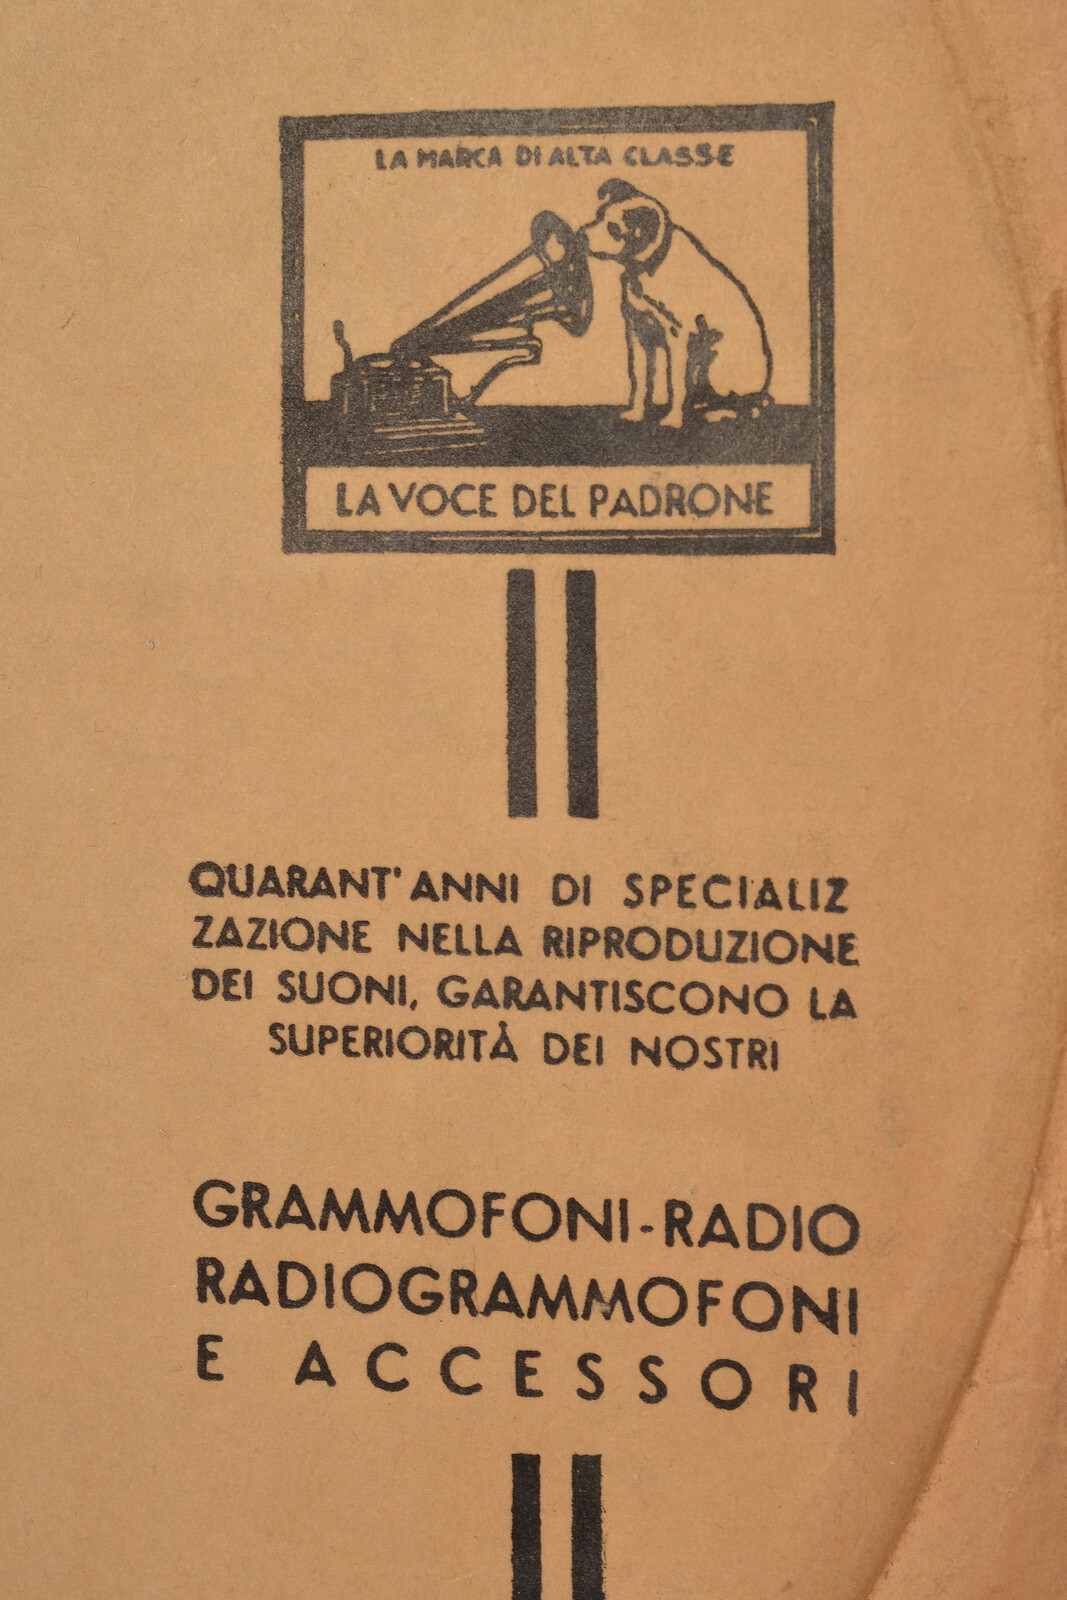 LA MARCA DI ALTA CLASSE
LA VOCE DEL PADRONE
QUARANT'ANNI DI SPECIALIZ
ZAZIONE NELLA RIPRODUZIONE
DEI SUONI, GARANTISCONO LA
SUPERIORITÀ DEI NOSTRI
GRAMMOFONI-RADIO
RADIOGRAMMOFONI
E ACCESSORI